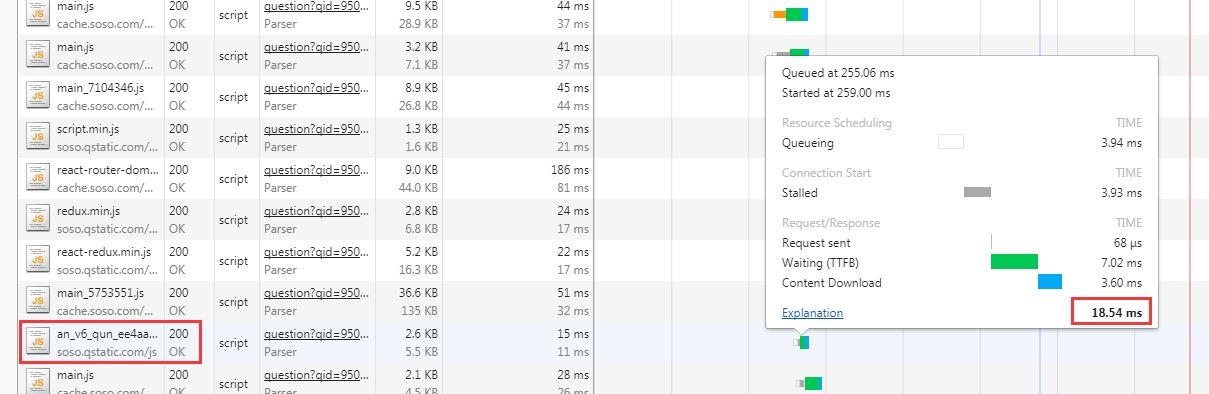 main.js 200 script question?qid=950... 9.5 KB 44 ms
cache.soso.com/... OK Parser 28.9 KB 37 ms
main.js 200 script question?qid=950... 3.2 KB 41 ms
cache.soso.com/... OK Parser 7.1 KB 37 ms
main_7104346.js 200 script question?qid=950... 8.9 KB 45 ms
cache.soso.com/... OK Parser 26.8 KB 44 ms
script.min.js 200 script question?qid=950... 1.3 KB 25 ms
soso.qstatic.com/... OK Parser 1.6 KB 21 ms
react-router-dom... 200 script question?qid=950... 9.0 KB 186 ms
cache.soso.com/... OK Parser 44.0 KB 81 ms
redux.min.js 200 script question?qid=950... 2.8 KB 24 ms
soso.qstatic.com/... OK Parser 6.8 KB 17 ms
react-redux.min.js 200 script question?qid=950... 5.2 KB 22 ms
soso.qstatic.com/... OK Parser 16.3 KB 17 ms
main_5753551.js 200 script question?qid=950... 36.6 KB 51 ms
cache.soso.com/... OK Parser 135 KB 32 ms
an_v6_qun_ee4aa... 200 script question?qid=950... 2.6 KB 15 ms
soso.qstatic.com/js OK Parser 5.5 KB 11 ms
main.js 200 script question?qid=950... 2.1 KB 28 ms
cache.soso.com/... OK Parser 4.5 KB 26 ms
Queued at 255.06 ms
Started at 259.00 ms
Resource Scheduling TIME
Queueing 3.94 ms
Connection Start TIME
Stalled 3.93 ms
Request/Response TIME
Request sent 68 μs
Waiting (TTFB) 7.02 ms
Content Download 3.60 ms
Explanation 18.54 ms